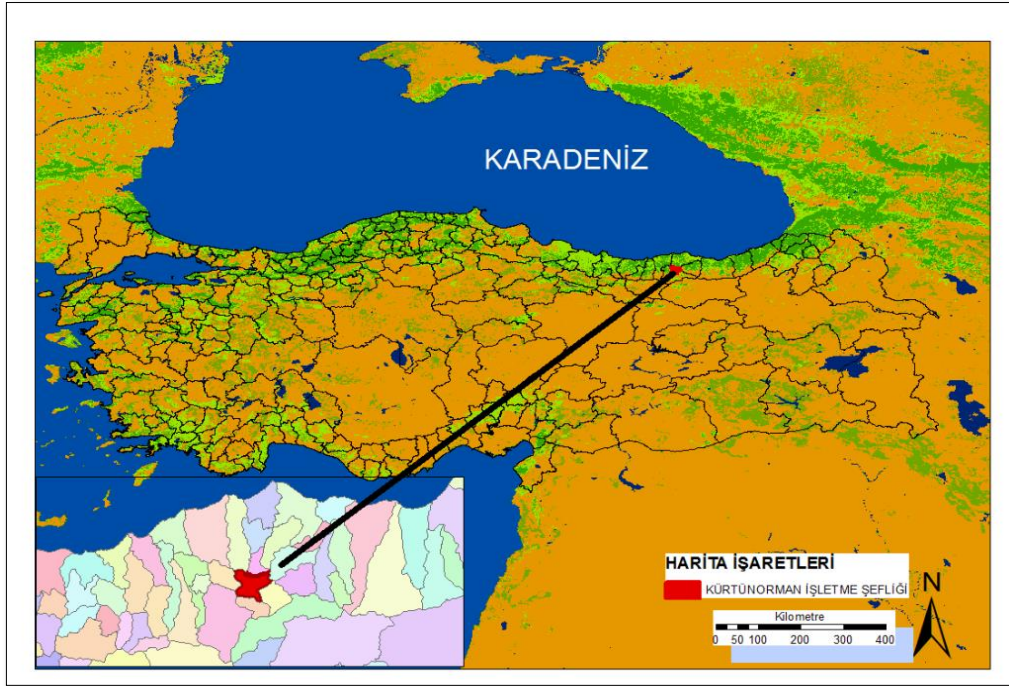 KARADENİZ
HARİTA İŞARETLERİ
KÜRTÜNORMAN İŞLETME ŞEFLİĞİ
N
Kilometre
0 50 100 200 300 400